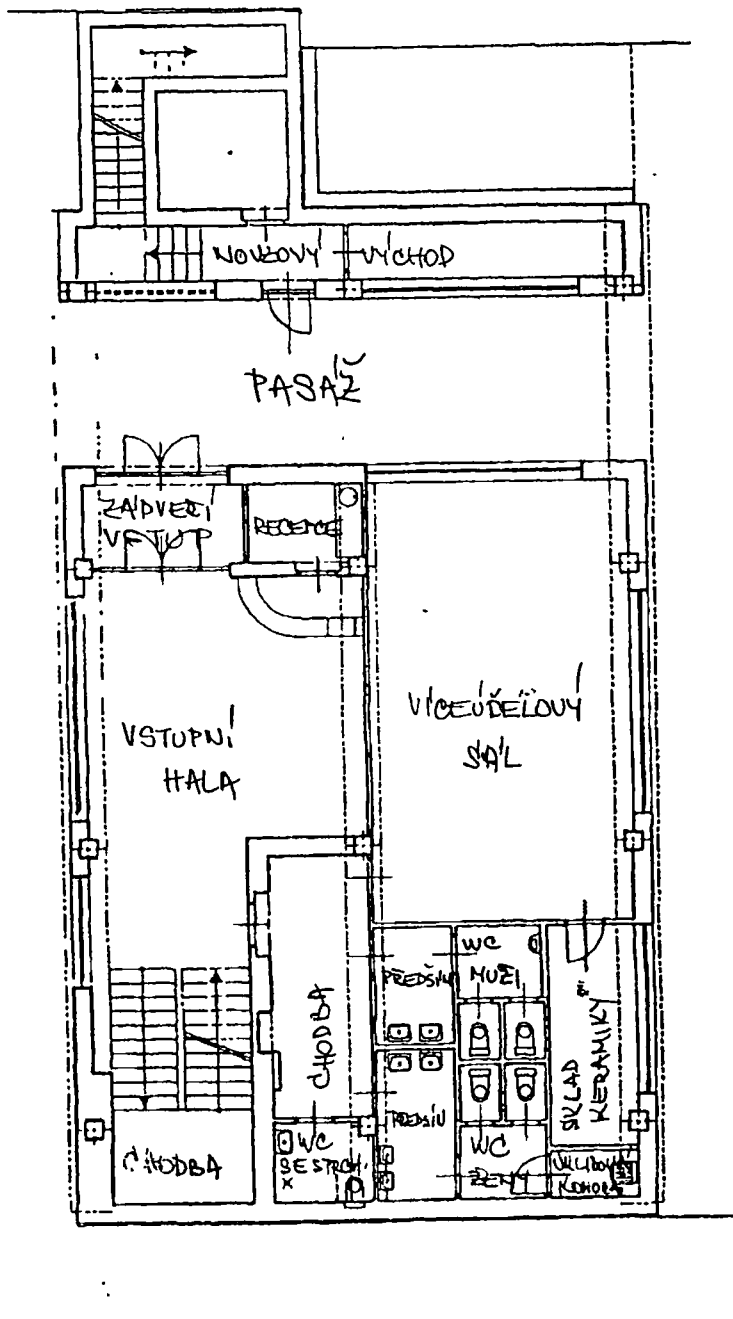 NOUZOVÝ VÝCHOD
PASÁŽ
ZÁDVEŘÍ
VSTUP
RECEPCE
VSTUPNÍ
HALA
VÍCEÚČELOVÝ
SÁL
WC
MUŽI
PŘEDSÍŇ
CHODBA
SKLAD
KERAMIKY
PŘEDSÍŇ
WC
ŽENY
WC
CHODBA
ÚKLIDOVÁ
KOMORA